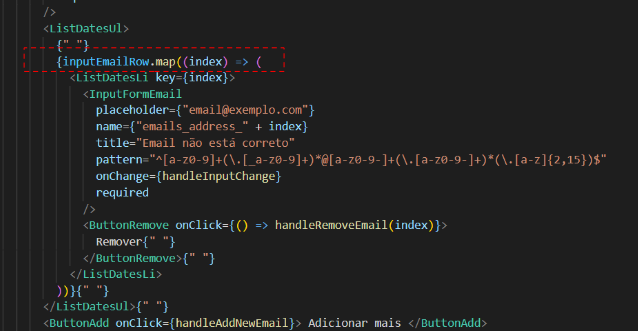 />
<ListDatesUl>
{" "}
{inputEmailRow.map((index) => (
<ListDatesLi key={index}>
<InputFormEmail
placeholder={"email@exemplo.com"}
name={"emails_address_" + index}
title="Email não está correto"
pattern="^[a-z0-9]+(\.[_a-z0-9]+)*@[a-z0-9-]+(\.[a-z0-9-]+)*(\.[a-z]{2,15})$"
onChange={handleInputChange}
required
/>
<ButtonRemove onClick={() => handleRemoveEmail(index)}>
Remover{" "}
</ButtonRemove>{" "}
</ListDatesLi>
))}{" "}
</ListDatesUl>{" "}
<ButtonAdd onClick={handleAddNewEmail}> Adicionar mais </ButtonAdd>